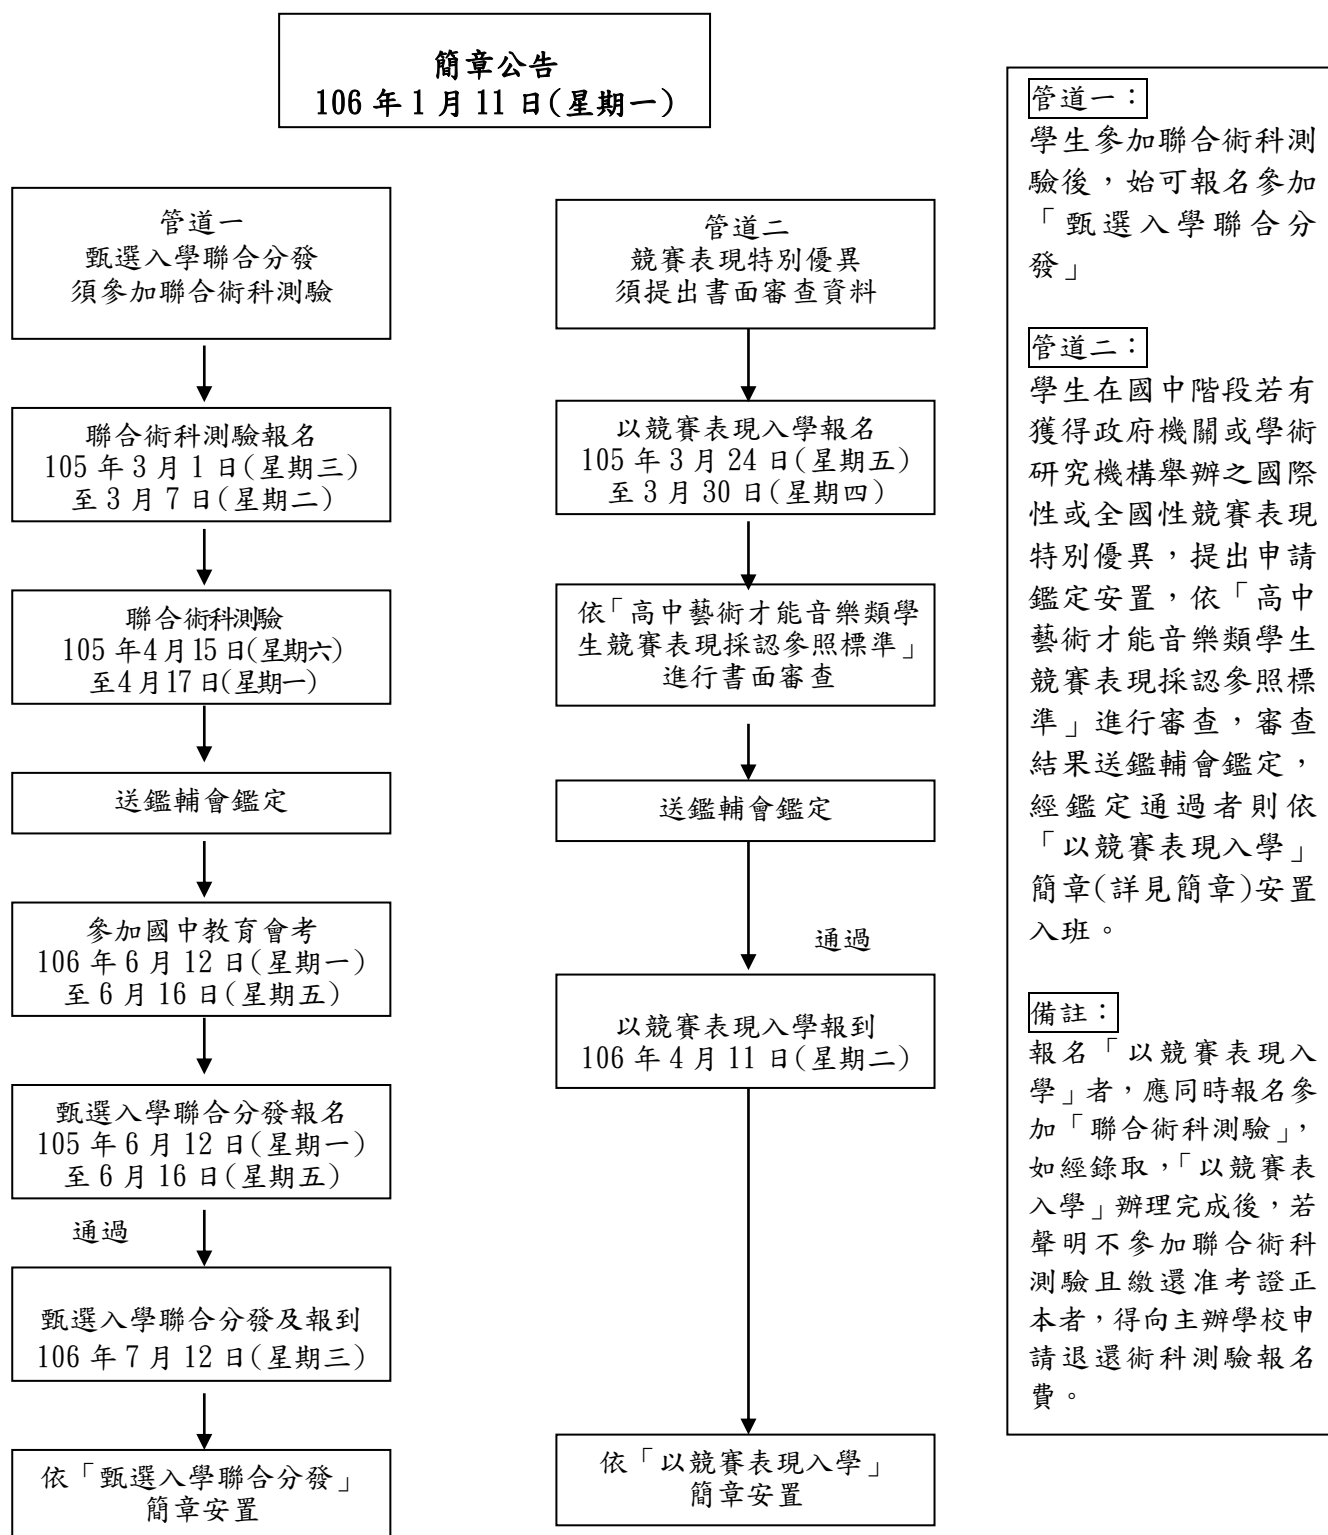 簡章公告
106 年 1 月 11 日(星期一)
管道一
甄選入學聯合分發
須參加聯合術科測驗
聯合術科測驗報名
105 年 3 月 1 日(星期三)
至 3 月 7 日(星期二)
聯合術科測驗
105 年4 月 15 日(星期六)
至4 月 17 日(星期一)
送鑑輔會鑑定
參加國中教育會考
106 年 6 月 12 日(星期一)
至 6 月 16 日(星期五)
甄選入學聯合分發報名
105 年 6 月 12 日(星期一)
至 6 月 16 日(星期五)
通過
甄選入學聯合分發及報到
106 年 7 月 12 日(星期三)
依「甄選入學聯合分發」
簡章安置
管道二
競賽表現特別優異
須提出書面審查資料
以競賽表現入學報名
105 年 3 月 24 日(星期五)
至 3 月 30 日(星期四)
依「高中藝術才能音樂類學
生競賽表現採認參照標準」
進行書面審查
送鑑輔會鑑定
通過
以競賽表現入學報到
106 年 4 月 11 日(星期二)
依「以競賽表現入學」
簡章安置
管道一：
學生參加聯合術科測
驗後，始可報名參加
「甄選入學聯合分
發」
管道二：
學生在國中階段若有
獲得政府機關或學術
研究機構舉辦之國際
性或全國性競賽表現
特別優異，提出申請
鑑定安置，依「高中
藝術才能音樂類學生
競賽表現採認參照標
準」進行審查，審查
結果送鑑輔會鑑定，
經鑑定通過者則依
「以競賽表現入學」
簡章(詳見簡章)安置
入班。
備註：
報名「以競賽表現入
學」者，應同時報名參
加「聯合術科測驗」，
如經錄取，「以競賽表
入學」辦理完成後，若
聲明不參加聯合術科
測驗且繳還准考證正
本者，得向主辦學校申
請退還術科測驗報名
費。